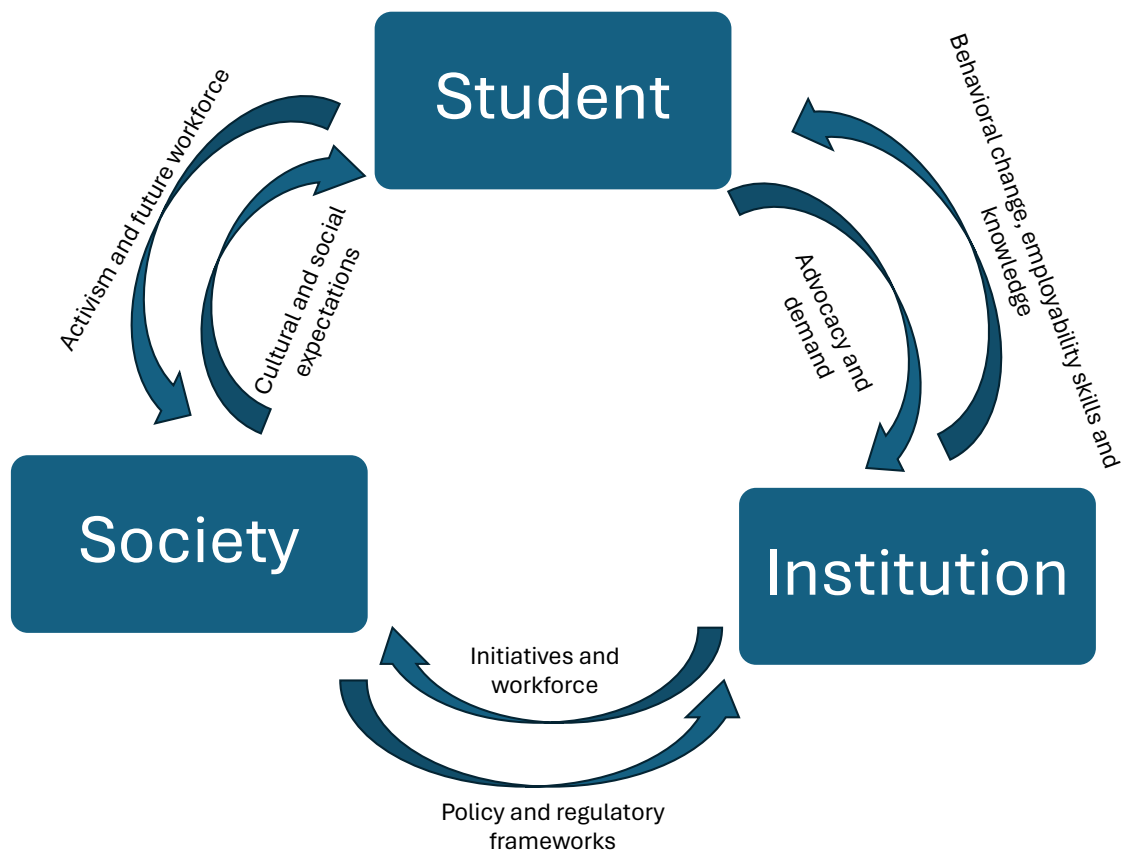 Student
Activism and future workforce
Cultural and social
expectations
Advocacy and
demand
Behavioral change, employability skills and
knowledge
Society
Institution
Initiatives and
workforce
Policy and regulatory
frameworks